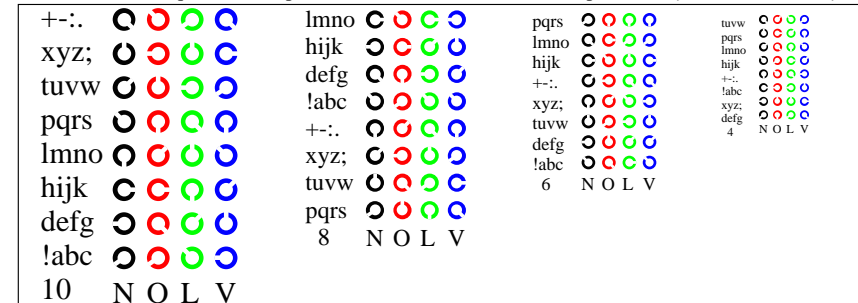 +-:.
xyz;
tuvw
pqrs
lmno
hijk
defg
!abc
10 N O L V
lmno
hijk
defg
!abc
+-:.
xyz;
tuvw
pqrs
8 N O L V
pqrs
lmno
hijk
+-:.
xyz;
tuvw
defg
!abc
6 N O L V
tuvw
pqrs
lmno
hijk
+-:.
!abc
xyz;
defg
4 N O L V